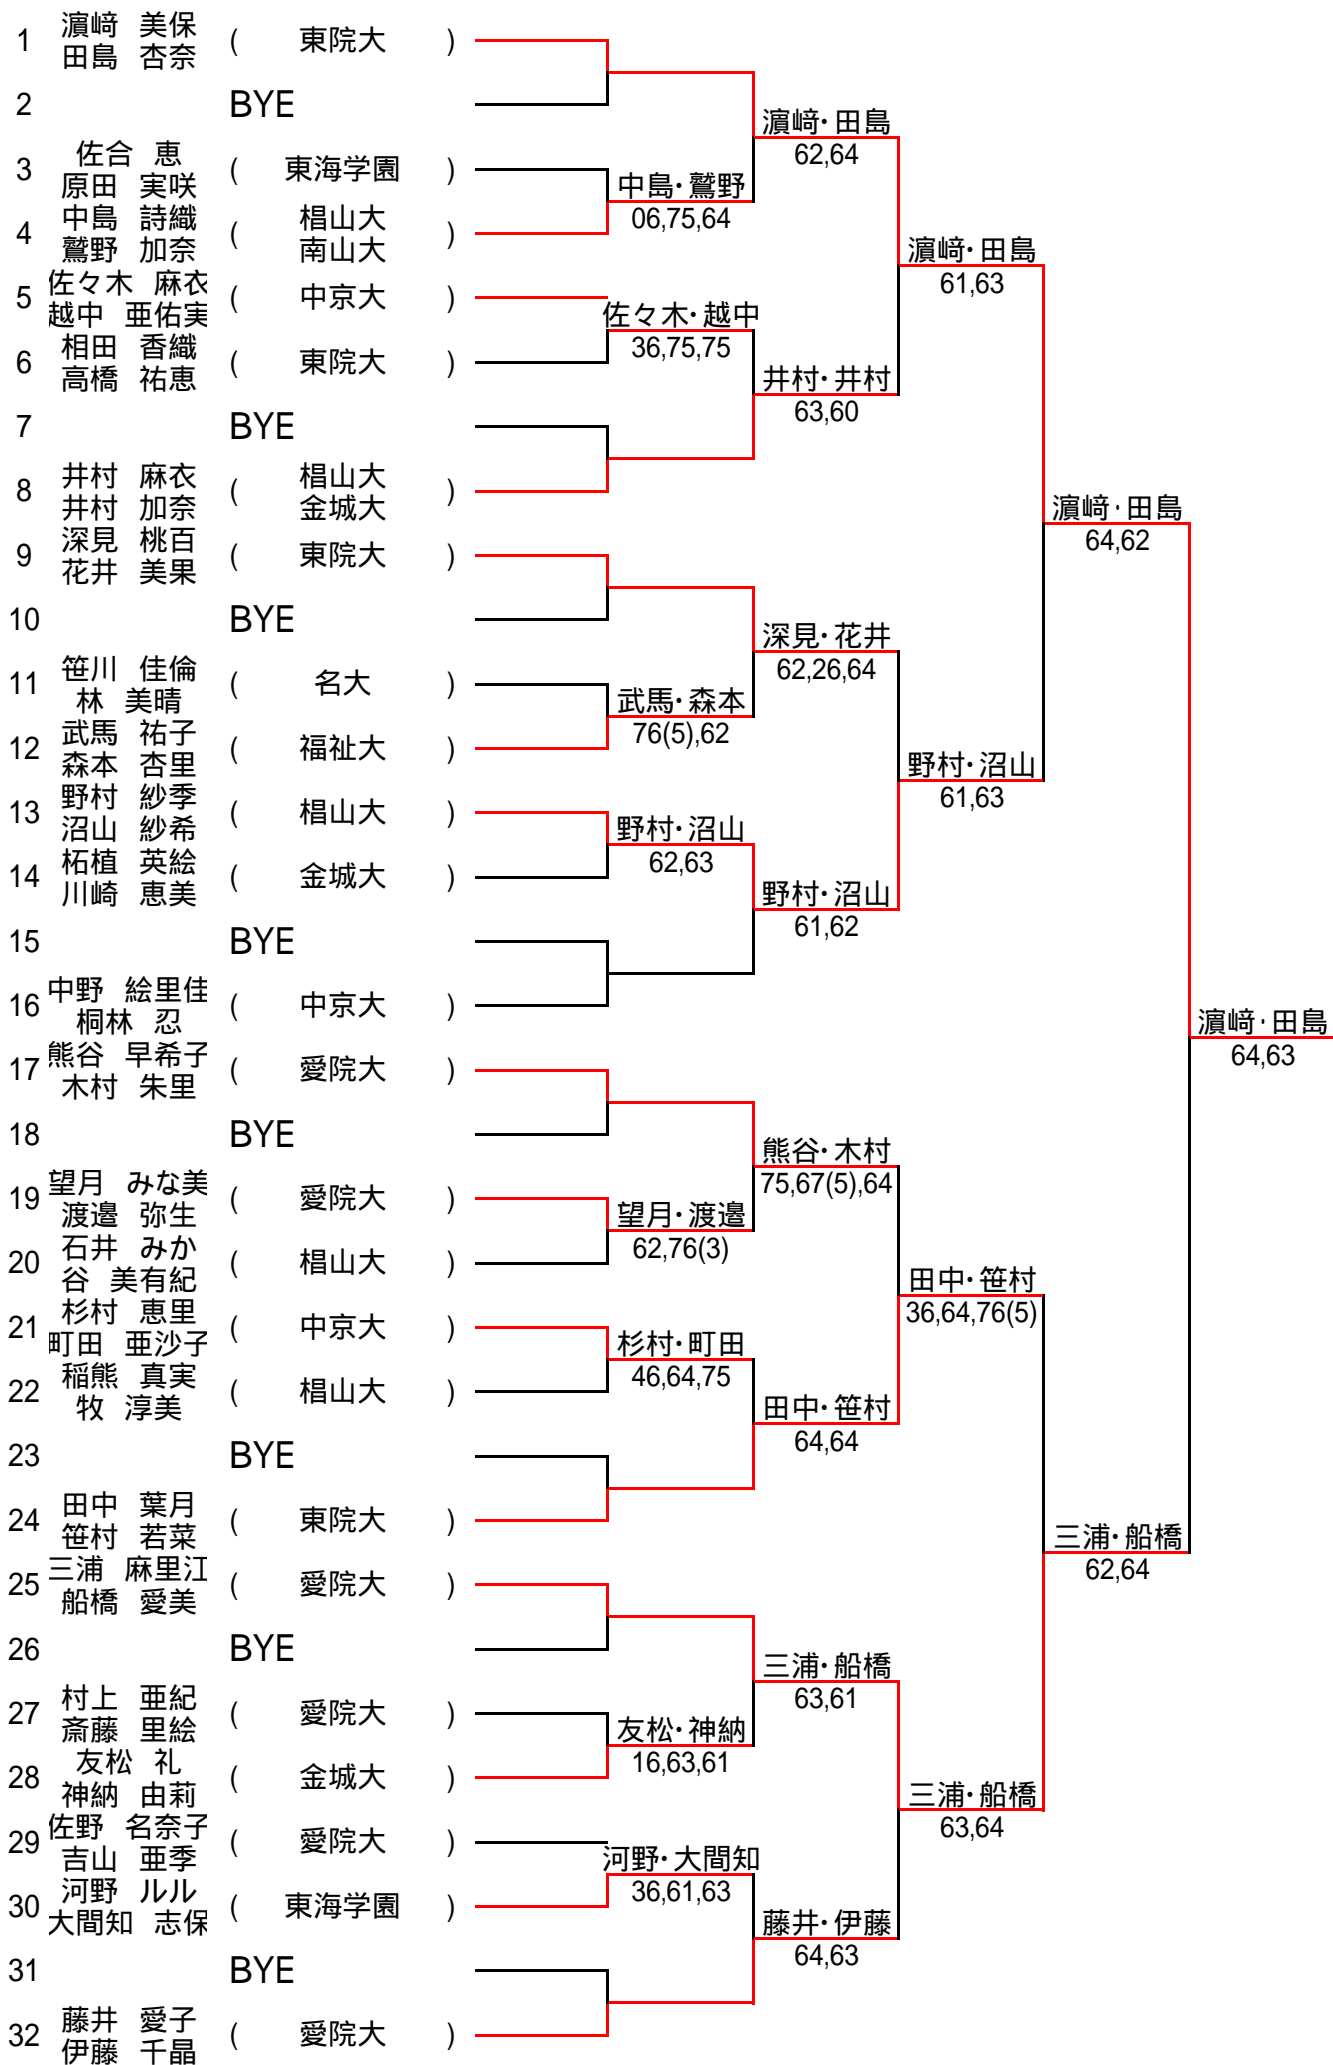 1 濵﨑 美保 ( 東院大 )
田島 杏奈
2 BYE
3 佐合 恵 ( 東海学園 )
原田 実咲
4 中島 詩織 ( 椙山大 )
鷲野 加奈 南山大
5 佐々木 麻衣 ( 中京大 )
越中 亜佑実
6 相田 香織 ( 東院大 )
高橋 祐恵
7 BYE
8 井村 麻衣 ( 椙山大 )
井村 加奈 金城大
9 深見 桃百 ( 東院大 )
花井 美果
10 BYE
11 笹川 佳倫 ( 名大 )
林 美晴
12 武馬 祐子 ( 福祉大 )
森本 杏里
13 野村 紗季 ( 椙山大 )
沼山 紗希
14 柘植 英絵 ( 金城大 )
川崎 恵美
15 BYE
16 中野 絵里佳 ( 中京大 )
桐林 忍
17 熊谷 早希子 ( 愛院大 )
木村 朱里
18 BYE
19 望月 みな美 ( 愛院大 )
渡邉 弥生
20 石井 みか ( 椙山大 )
谷 美有紀
21 杉村 恵里 ( 中京大 )
町田 亜沙子
22 稲熊 真実 ( 椙山大 )
牧 淳美
23 BYE
24 田中 葉月 ( 東院大 )
笹村 若菜
25 三浦 麻里江 ( 愛院大 )
船橋 愛美
26 BYE
27 村上 亜紀 ( 愛院大 )
斎藤 里絵
28 友松 礼 ( 金城大 )
神納 由莉
29 佐野 名奈子 ( 愛院大 )
吉山 亜季
30 河野 ルル ( 東海学園 )
大間知 志保
31 BYE
32 藤井 愛子 ( 愛院大 )
伊藤 千晶
中島・鷲野
06,75,64
佐々木・越中
36,75,75
武馬・森本
76(5),62
野村・沼山
62,63
望月・渡邉
62,76(3)
杉村・町田
46,64,75
友松・神納
16,63,61
河野・大間知
36,61,63
濵﨑・田島
62,64
井村・井村
63,60
深見・花井
62,26,64
野村・沼山
61,62
熊谷・木村
75,67(5),64
田中・笹村
64,64
三浦・船橋
63,61
藤井・伊藤
64,63
濵﨑・田島
61,63
野村・沼山
61,63
田中・笹村
36,64,76(5)
三浦・船橋
63,64
濵﨑・田島
64,62
三浦・船橋
62,64
濵﨑・田島
64,63